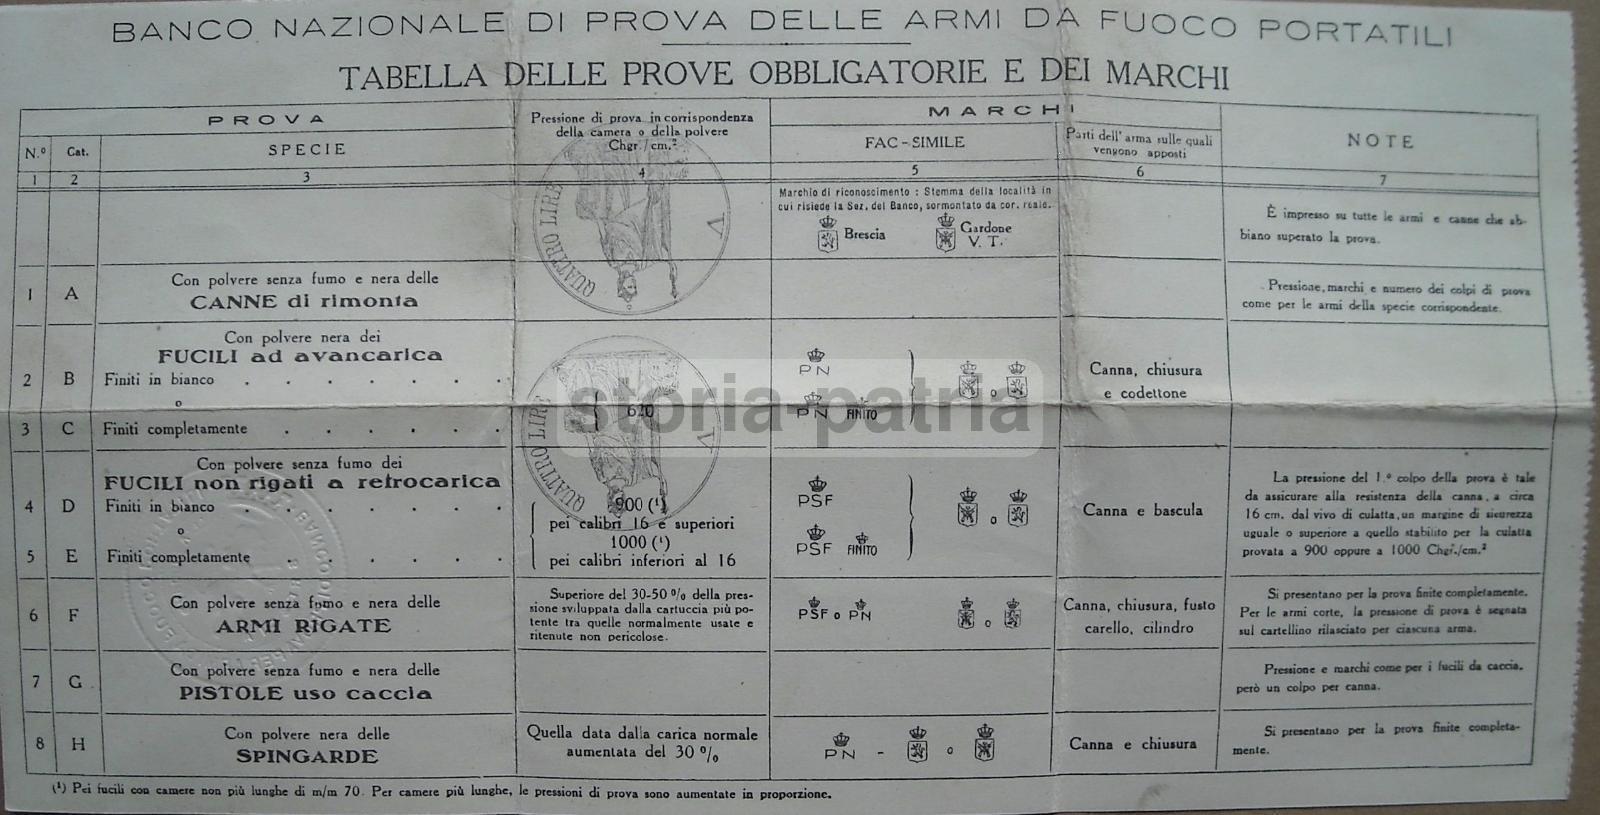 BANCO NAZIONALE DI PROVA DELLE ARMI DA FUOCO PORTATILI
TABELLA DELLE PROVE OBBLIGATORIE E DEI MARCHI
PROVA
Pressione di prova in corrispondenza
della camera o della polvere
Chgr./cm.²
MARCHI
NOTE
N.º
Cat.
SPECIE
FAC-SIMILE
Parti dell'arma sulle quali
vengono apposti
1 2 3 4 5 6 7
Marchio di riconoscimento : Stemma della località in
cui risiede la Sez. del Banco, sormontato da cor. reale.
Brescia
Gardone
V. T.
È impresso su tutte le armi e canne che ab-
biano superato la prova.
1 A
Con polvere senza fumo e nera delle
CANNE di rimonta
Pressione, marchi e numero dei colpi di prova
come per le armi della specie corrispondente.
Con polvere nera dei
FUCILI ad avancarica
2 B Finiti in bianco . . . . . . .
o
3 C Finiti completamente . . . . . .
PN
o
PN FINITO
Canna, chiusura
e codettone
Con polvere senza fumo dei
FUCILI non rigati a retrocarica
4 D Finiti in bianco . . . . . . .
o
5 E Finiti completamente . . . . . .
900 (¹)
pei calibri 16 e superiori
1000 (¹)
pei calibri inferiori al 16
PSF
o
PSF FINITO
Canna e bascula
La pressione del 1.º colpo della prova è tale
da assicurare alla resistenza della canna, a circa
16 cm. dal vivo di culatta, un margine di sicurezza
uguale o superiore a quello stabilito per la culatta
provata a 900 oppure a 1000 Chgr./cm.²
6 F
Con polvere senza fumo e nera delle
ARMI RIGATE
Superiore del 30-50 % della pres-
sione sviluppata dalla cartuccia più po-
tente tra quelle normalmente usate e
ritenute non pericolose.
PSF o PN
o
Canna, chiusura, fusto
carello, cilindro
Si presentano per la prova finite completamente.
Per le armi corte, la pressione di prova è segnata
sul cartellino rilasciato per ciascuna arma.
7 G
Con polvere senza fumo e nera delle
PISTOLE uso caccia
Pressione e marchi come per i fucili da caccia,
però un colpo per canna.
8 H
Con polvere nera delle
SPINGARDE
Quella data dalla carica normale
aumentata del 30 %
PN - o
Canna e chiusura
Si presentano per la prova finite completa-
mente.
(¹) Pei fucili con camere non più lunghe di m/m 70. Per camere più lunghe, le pressioni di prova sono aumentate in proporzione.
QUATTRO LIRE
QUATTRO LIRE
storia-patria